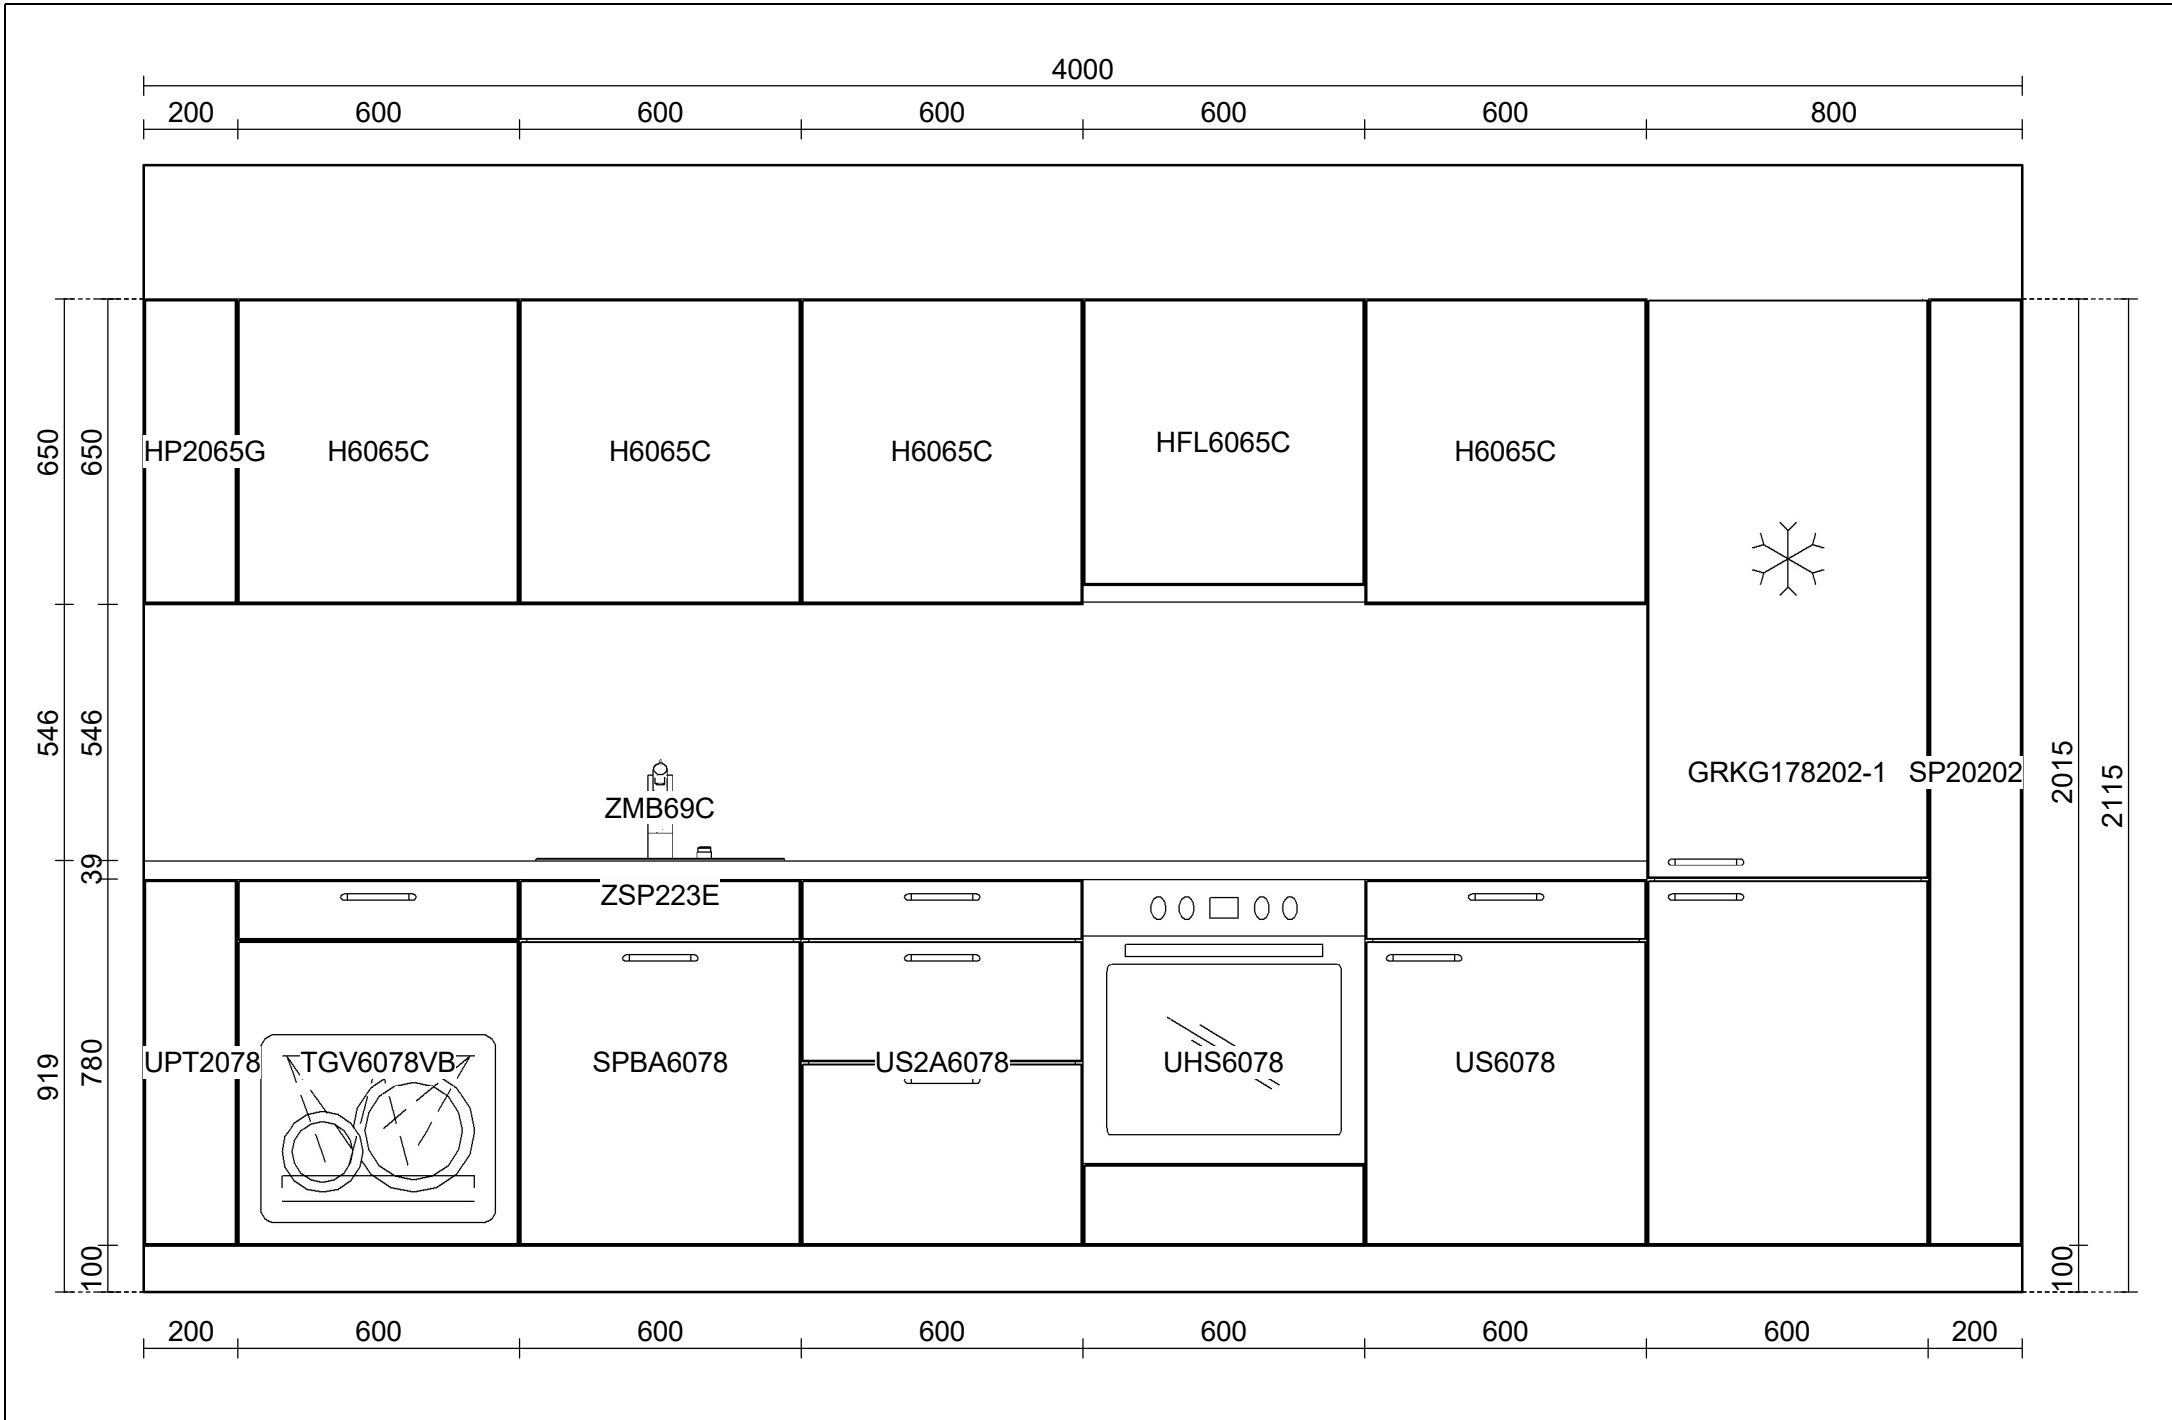 4000
200 600 600 600 600 600 800
650 650 HP2065G H6065C H6065C H6065C HFL6065C H6065C
546 546 ZMB69C GRKG178202-1 SP20202 2015 2115
39 ZSP223E
919 780 UPT2078 TGV6078VB SPBA6078 US2A6078 UHS6078 US6078
100 100
200 600 600 600 600 600 600 200